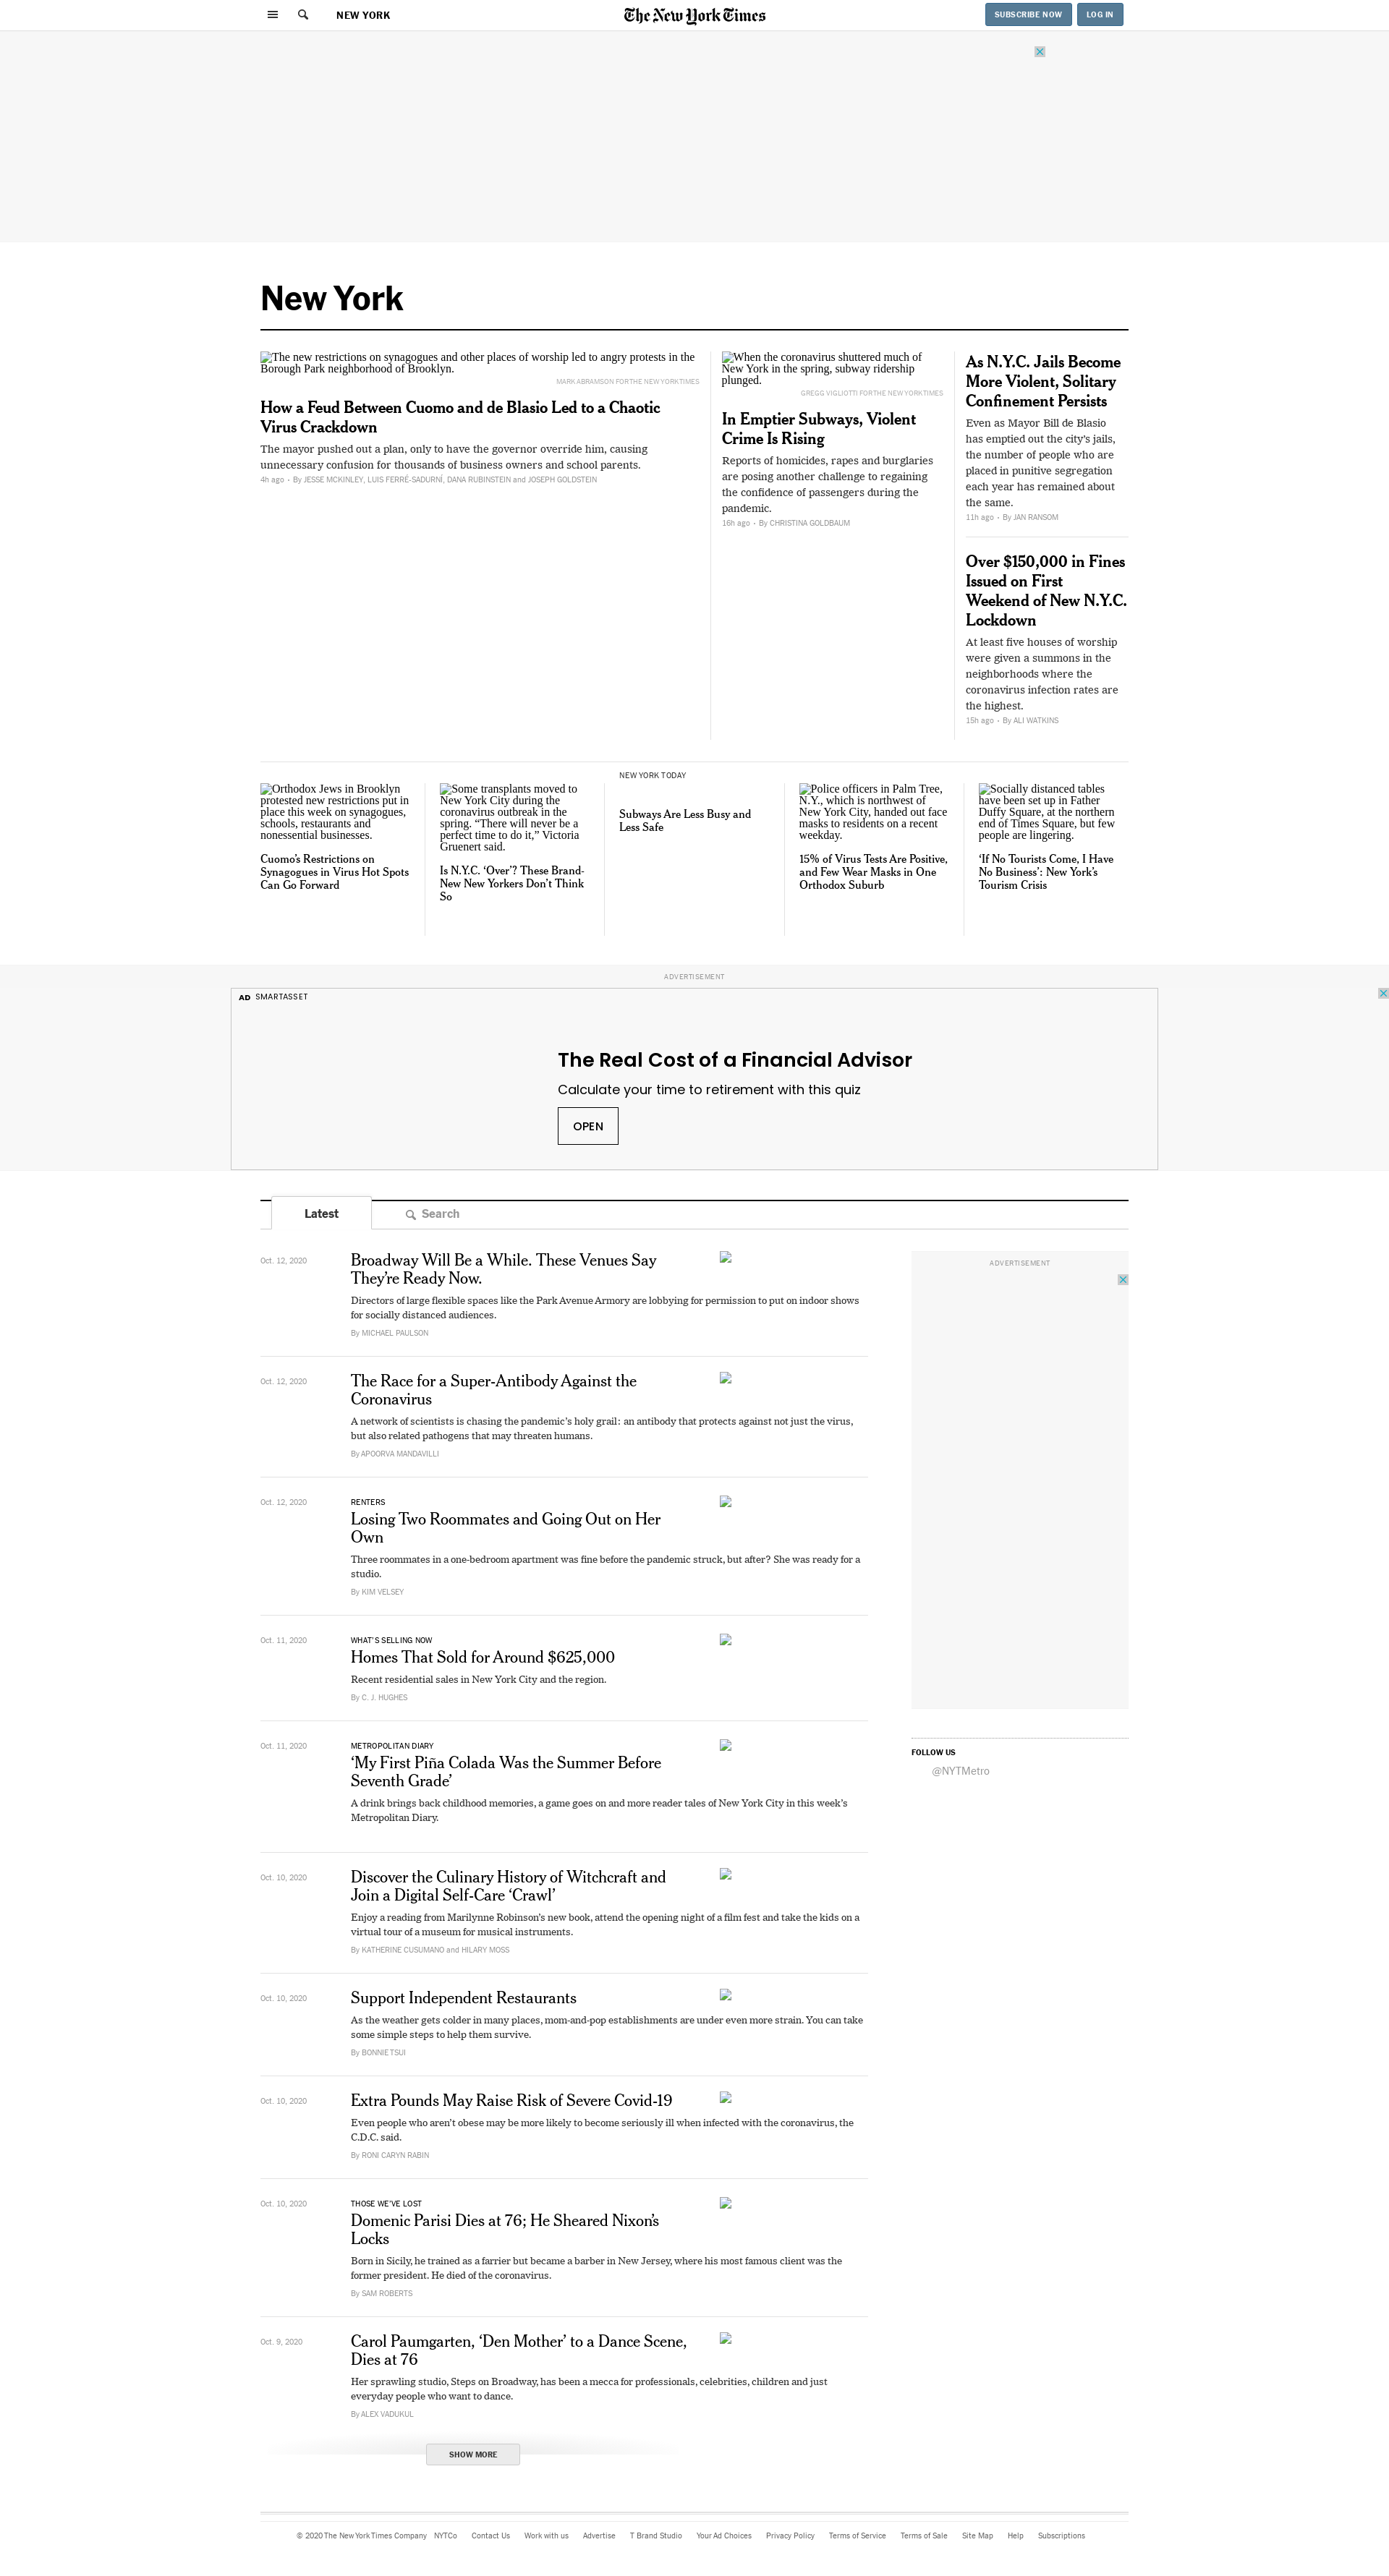 NEW YORK
The New York Times
SUBSCRIBE NOW
LOG IN
New York
The new restrictions on synagogues and other places of worship led to angry protests in the
Borough Park neighborhood of Brooklyn.
MARK ABRAMSON FOR THE NEW YORK TIMES
How a Feud Between Cuomo and de Blasio Led to a Chaotic
Virus Crackdown
The mayor pushed out a plan, only to have the governor override him, causing
unnecessary confusion for thousands of business owners and school parents.
4h ago • By JESSE MCKINLEY, LUIS FERRÉ-SADURNÍ, DANA RUBINSTEIN and JOSEPH GOLDSTEIN
When the coronavirus shuttered much of
New York in the spring, subway ridership
plunged.
GREGG VIGLIOTTI FOR THE NEW YORK TIMES
In Emptier Subways, Violent
Crime Is Rising
Reports of homicides, rapes and burglaries
are posing another challenge to regaining
the confidence of passengers during the
pandemic.
16h ago • By CHRISTINA GOLDBAUM
As N.Y.C. Jails Become
More Violent, Solitary
Confinement Persists
Even as Mayor Bill de Blasio
has emptied out the city's jails,
the number of people who are
placed in punitive segregation
each year has remained about
the same.
11h ago • By JAN RANSOM
Over $150,000 in Fines
Issued on First
Weekend of New N.Y.C.
Lockdown
At least five houses of worship
were given a summons in the
neighborhoods where the
coronavirus infection rates are
the highest.
15h ago • By ALI WATKINS
Orthodox Jews in Brooklyn
protested new restrictions put in
place this week on synagogues,
schools, restaurants and
nonessential businesses.
Cuomo's Restrictions on
Synagogues in Virus Hot Spots
Can Go Forward
Some transplants moved to
New York City during the
coronavirus outbreak in the
spring. “There will never be a
perfect time to do it,” Victoria
Gruenert said.
Is N.Y.C. ‘Over’? These Brand-
New New Yorkers Don’t Think
So
NEW YORK TODAY
Subways Are Less Busy and
Less Safe
Police officers in Palm Tree,
N.Y., which is northwest of
New York City, handed out face
masks to residents on a recent
weekday.
15% of Virus Tests Are Positive,
and Few Wear Masks in One
Orthodox Suburb
Socially distanced tables
have been set up in Father
Duffy Square, at the northern
end of Times Square, but few
people are lingering.
‘If No Tourists Come, I Have
No Business’: New York’s
Tourism Crisis
ADVERTISEMENT
AD SMARTASSET
The Real Cost of a Financial Advisor
Calculate your time to retirement with this quiz
OPEN
Latest
Search
Oct. 12, 2020
Broadway Will Be a While. These Venues Say
They’re Ready Now.
Directors of large flexible spaces like the Park Avenue Armory are lobbying for permission to put on indoor shows
for socially distanced audiences.
By MICHAEL PAULSON
ADVERTISEMENT
Oct. 12, 2020
The Race for a Super-Antibody Against the
Coronavirus
A network of scientists is chasing the pandemic’s holy grail: an antibody that protects against not just the virus,
but also related pathogens that may threaten humans.
By APOORVA MANDAVILLI
Oct. 12, 2020
RENTERS
Losing Two Roommates and Going Out on Her
Own
Three roommates in a one-bedroom apartment was fine before the pandemic struck, but after? She was ready for a
studio.
By KIM VELSEY
Oct. 11, 2020
WHAT'S SELLING NOW
Homes That Sold for Around $625,000
Recent residential sales in New York City and the region.
By C. J. HUGHES
Oct. 11, 2020
METROPOLITAN DIARY
‘My First Piña Colada Was the Summer Before
Seventh Grade’
A drink brings back childhood memories, a game goes on and more reader tales of New York City in this week’s
Metropolitan Diary.
FOLLOW US
@NYTMetro
Oct. 10, 2020
Discover the Culinary History of Witchcraft and
Join a Digital Self-Care ‘Crawl’
Enjoy a reading from Marilynne Robinson’s new book, attend the opening night of a film fest and take the kids on a
virtual tour of a museum for musical instruments.
By KATHERINE CUSUMANO and HILARY MOSS
Oct. 10, 2020
Support Independent Restaurants
As the weather gets colder in many places, mom-and-pop establishments are under even more strain. You can take
some simple steps to help them survive.
By BONNIE TSUI
Oct. 10, 2020
Extra Pounds May Raise Risk of Severe Covid-19
Even people who aren’t obese may be more likely to become seriously ill when infected with the coronavirus, the
C.D.C. said.
By RONI CARYN RABIN
Oct. 10, 2020
THOSE WE'VE LOST
Domenic Parisi Dies at 76; He Sheared Nixon’s
Locks
Born in Sicily, he trained as a farrier but became a barber in New Jersey, where his most famous client was the
former president. He died of the coronavirus.
By SAM ROBERTS
Oct. 9, 2020
Carol Paumgarten, ‘Den Mother’ to a Dance Scene,
Dies at 76
Her sprawling studio, Steps on Broadway, has been a mecca for professionals, celebrities, children and just
everyday people who want to dance.
By ALEX VADUKUL
SHOW MORE
© 2020 The New York Times Company NYTCo Contact Us Work with us Advertise T Brand Studio Your Ad Choices Privacy Policy Terms of Service Terms of Sale Site Map Help Subscriptions